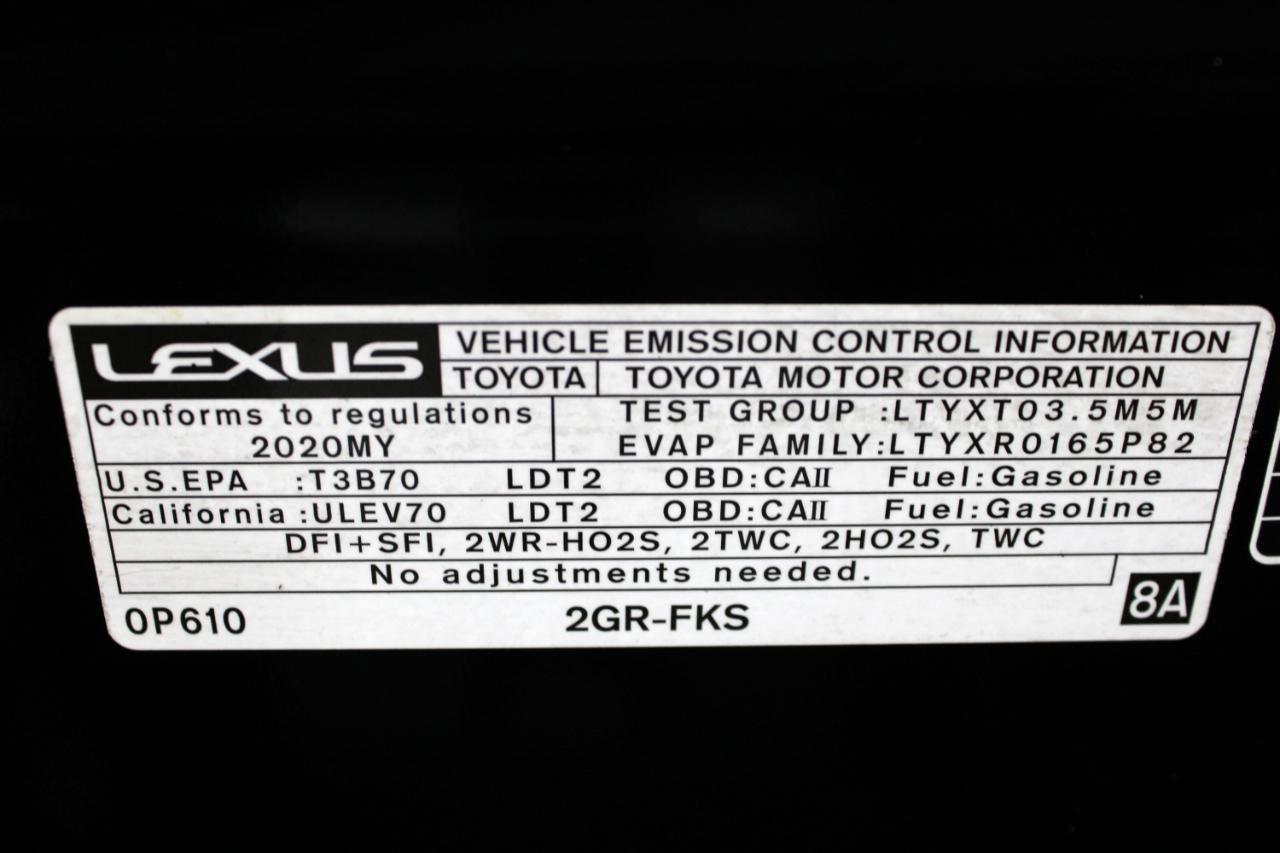 LEXUS
VEHICLE EMISSION CONTROL INFORMATION
TOYOTA TOYOTA MOTOR CORPORATION
Conforms to regulations
2020MY
TEST GROUP :LTYXT03.5M5M
EVAP FAMILY:LTYXR0165P82
U.S.EPA :T3B70 LDT2 OBD:CAII Fuel:Gasoline
California :ULEV70 LDT2 OBD:CAII Fuel:Gasoline
DFI+SFI, 2WR-HO2S, 2TWC, 2HO2S, TWC
No adjustments needed.
0P610 2GR-FKS 8A